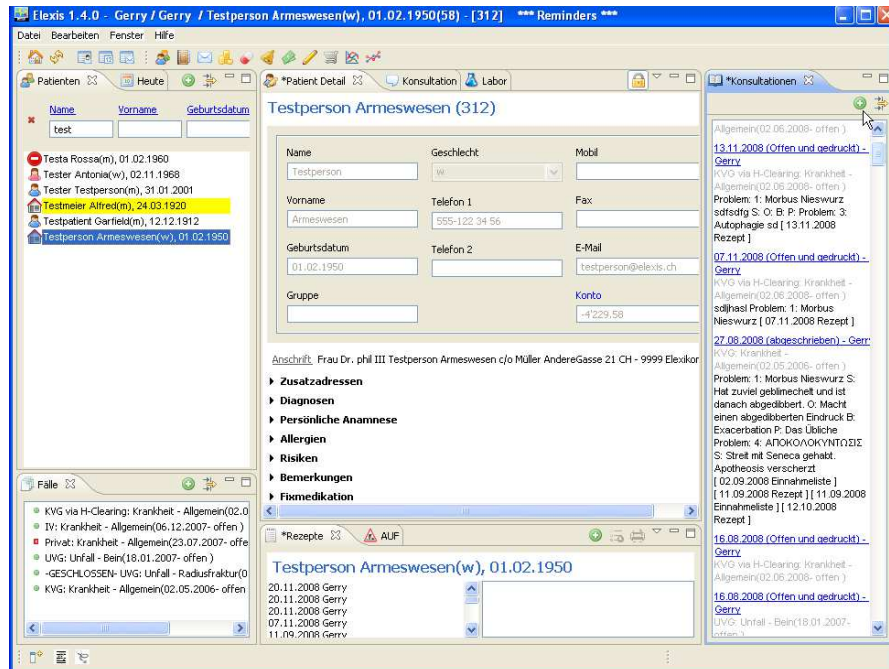 Elexis 1.4.0 - Gerry / Gerry / Testperson Armeswesen(w), 01.02.1950(58) - [312] *** Reminders ***
Datei Bearbeiten Fenster Hilfe
Patienten
Heute
Name Vorname Geburtsdatum
test
Testa Rossa(m), 01.02.1960
Tester Antonia(w), 02.11.1968
Tester Testperson(m), 31.01.2001
Testmeier Alfred(m), 24.03.1920
Testpatient Garfield(m), 12.12.1912
Testperson Armeswesen(w), 01.02.1950
Fälle
KVG via H-Clearing: Krankheit - Allgemein(02.0
IV: Krankheit - Allgemein(06.12.2007- offen )
Privat: Krankheit - Allgemein(23.07.2007- offe
UVG: Unfall - Bein(18.01.2007- offen )
-GESCHLOSSEN- UVG: Unfall - Radiusfraktur(0
KVG: Krankheit - Allgemein(02.05.2006- offen
*Patient Detail
Konsultation
Labor
Testperson Armeswesen (312)
Name Geschlecht Mobil
Testperson w
Vorname Telefon 1 Fax
Armeswesen 555-122 34 56
Geburtsdatum Telefon 2 E-Mail
01.02.1950 testperson@elexis.ch
Gruppe Konto
-4'229.58
Anschrift Frau Dr. phil III Testperson Armeswesen c/o Müller AndereGasse 21 CH - 9999 Elexikor
Zusatzadressen
Diagnosen
Persönliche Anamnese
Allergien
Risiken
Bemerkungen
Fixmedikation
*Rezepte
AUF
Testperson Armeswesen(w), 01.02.1950
20.11.2008 Gerry
20.11.2008 Gerry
20.11.2008 Gerry
07.11.2008 Gerry
11.09.2008 Gerry
*Konsultationen
Allgemein(02.06.2008- offen )
13.11.2008 (Offen und gedruckt) -
Gerry
KVG via H-Clearing: Krankheit -
Allgemein(02.06.2008- offen )
Problem: 1: Morbus Nieswurz
sdfsdfg S: O: B: P: Problem: 3:
Autophagie sd [ 13.11.2008
Rezept ]
07.11.2008 (Offen und gedruckt) -
Gerry
KVG via H-Clearing: Krankheit -
Allgemein(02.06.2008- offen )
sdljhasl Problem: 1: Morbus
Nieswurz [ 07.11.2008 Rezept ]
27.08.2008 (abgeschrieben) - Gerr
KVG: Krankheit -
Allgemein(02.05.2006- offen )
Problem: 1: Morbus Nieswurz S:
Hat zuviel geblimechelt und ist
danach abgedibbert. O: Macht
einen abgedibberten Eindruck B:
Exacerbation P: Das Übliche
Problem: 4: ΑΠΟΚΟΛΟΚΥΝΤΩΣΙΣ
S: Streit mit Seneca gehabt.
Apotheosis verscherzt
[ 02.09.2008 Einnahmeliste ]
[ 11.09.2008 Rezept ] [ 11.09.2008
Einnahmeliste ] [ 12.10.2008
Rezept ]
16.08.2008 (Offen und gedruckt) -
Gerry
KVG via H-Clearing: Krankheit -
Allgemein(02.06.2008- offen )
16.08.2008 (Offen und gedruckt) -
Gerry
UVG: Unfall - Bein(18.01.2007-
offen )